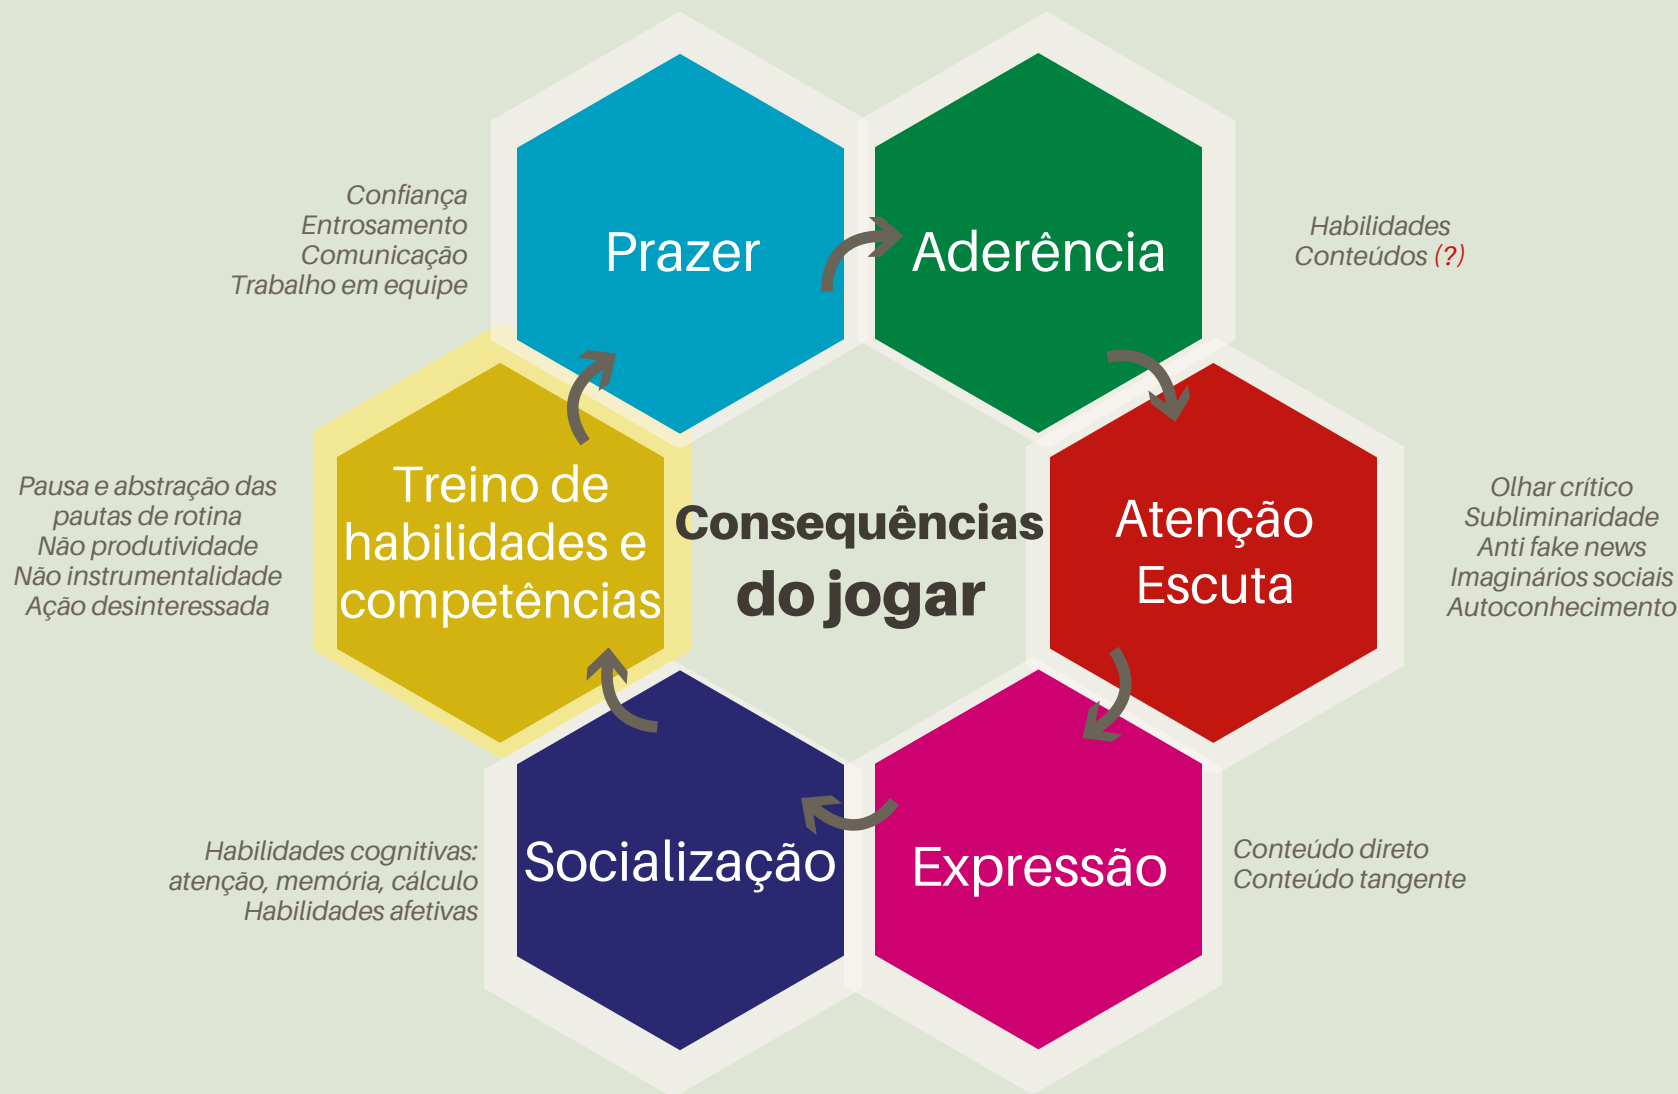 Confiança
Entrosamento
Comunicação
Trabalho em equipe
Prazer
Aderência
Habilidades
Conteúdos (?)
Pausa e abstração das
pautas de rotina
Não produtividade
Não instrumentalidade
Ação desinteressada
Treino de
habilidades e
competências
Consequências
do jogar
Atenção
Escuta
Olhar crítico
Subliminaridade
Anti fake news
Imaginários sociais
Autoconhecimento
Habilidades cognitivas:
atenção, memória, cálculo
Habilidades afetivas
Socialização
Expressão
Conteúdo direto
Conteúdo tangente